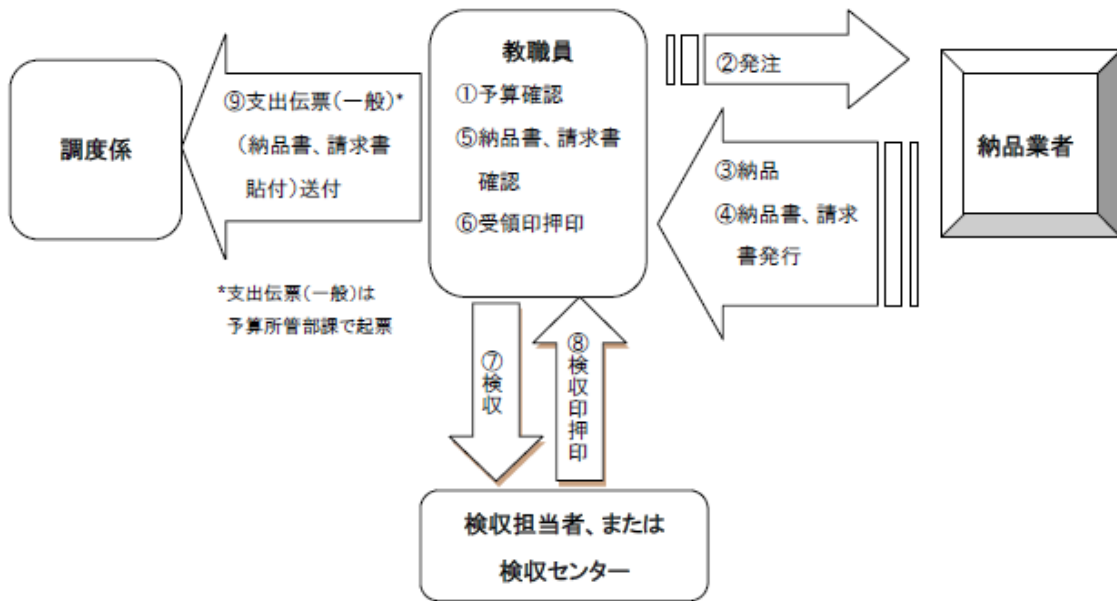 教職員
①予算確認
⑤納品書、請求書
確認
⑥受領印押印
②発注
納品業者
③納品
④納品書、請求
書発行
⑨支出伝票(一般)*
(納品書、請求書
貼付)送付
調度係
*支出伝票(一般)は
予算所管部課で起票
⑦検収
⑧検収印押印
検収担当者、または
検収センター